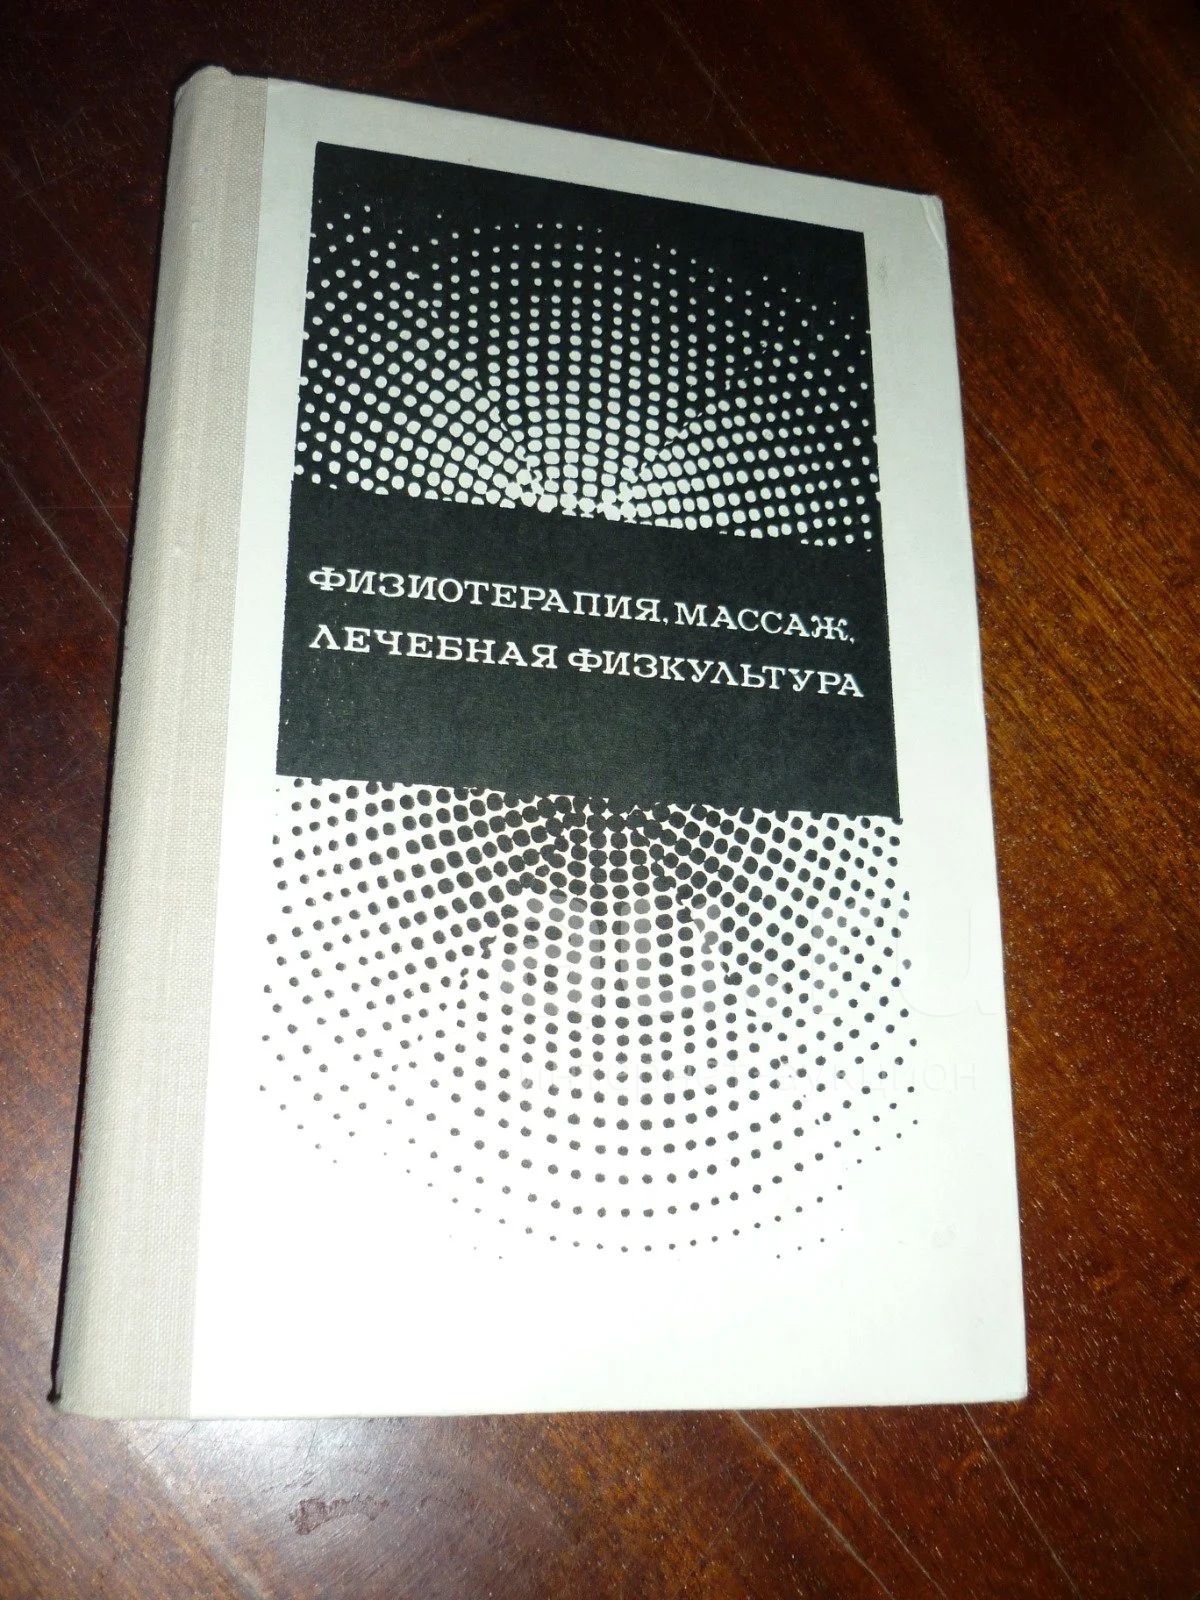 ФИЗИОТЕРАПИЯ, МАССАЖ,
ЛЕЧЕБНАЯ ФИЗКУЛЬТУРА